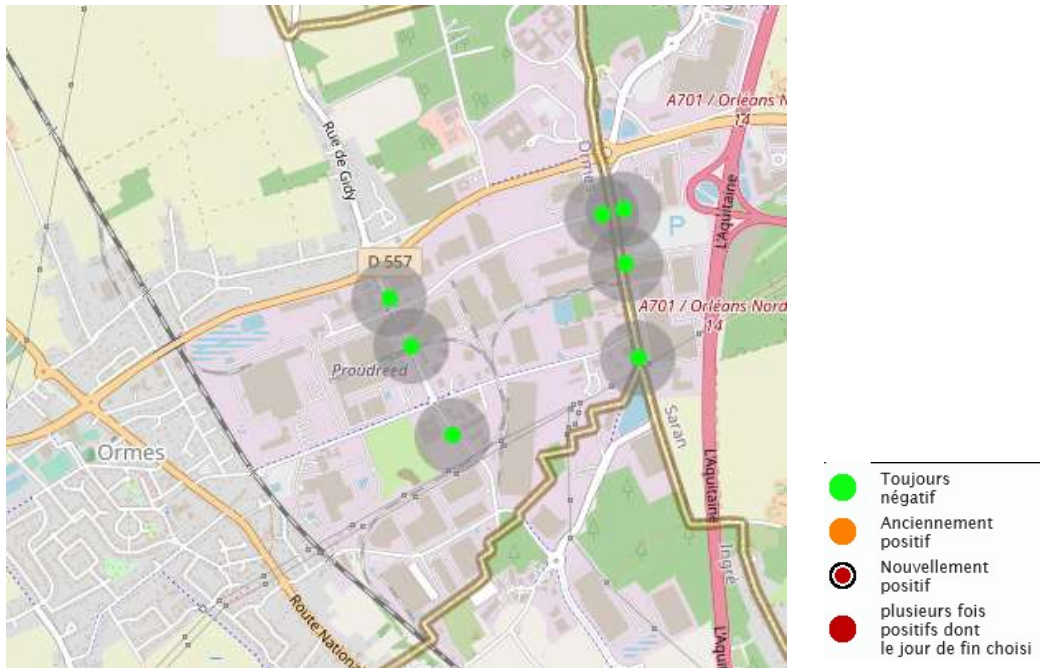 A701 / Orléans N
14
Rue de Gidy
Ormes
L'Aquitaine
P
D 557
A701 / Orléans Nord
14
Proudreed
Saran
Ormes
L'Aquitaine
Ingré
Route National
L'A
Toujours
négatif
Anciennement
positif
Nouvellement
positif
plusieurs fois
positifs dont
le jour de fin choisi